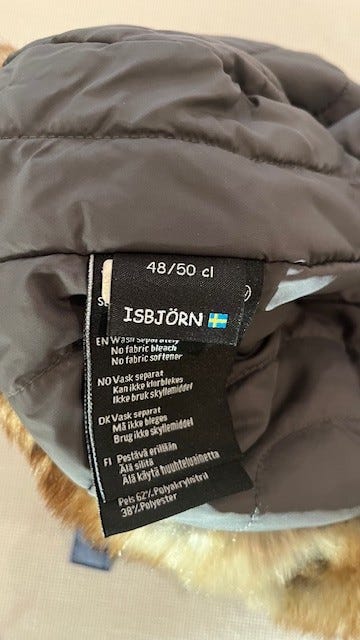 48/50 cl
ISBJÖRN
EN Wash separately
No fabric bleach
No fabric softener
NO Vask separat
Kan ikke klorblekes
Ikke bruk skyllemiddel
DK Vask separat
Må ikke bleges
Brug ikke skyllemiddel
FI Pestävä erillään
Älä silitä
Älä käytä huuhteluainetta
Pels 62% Polyakrylnitril
38% Polyester